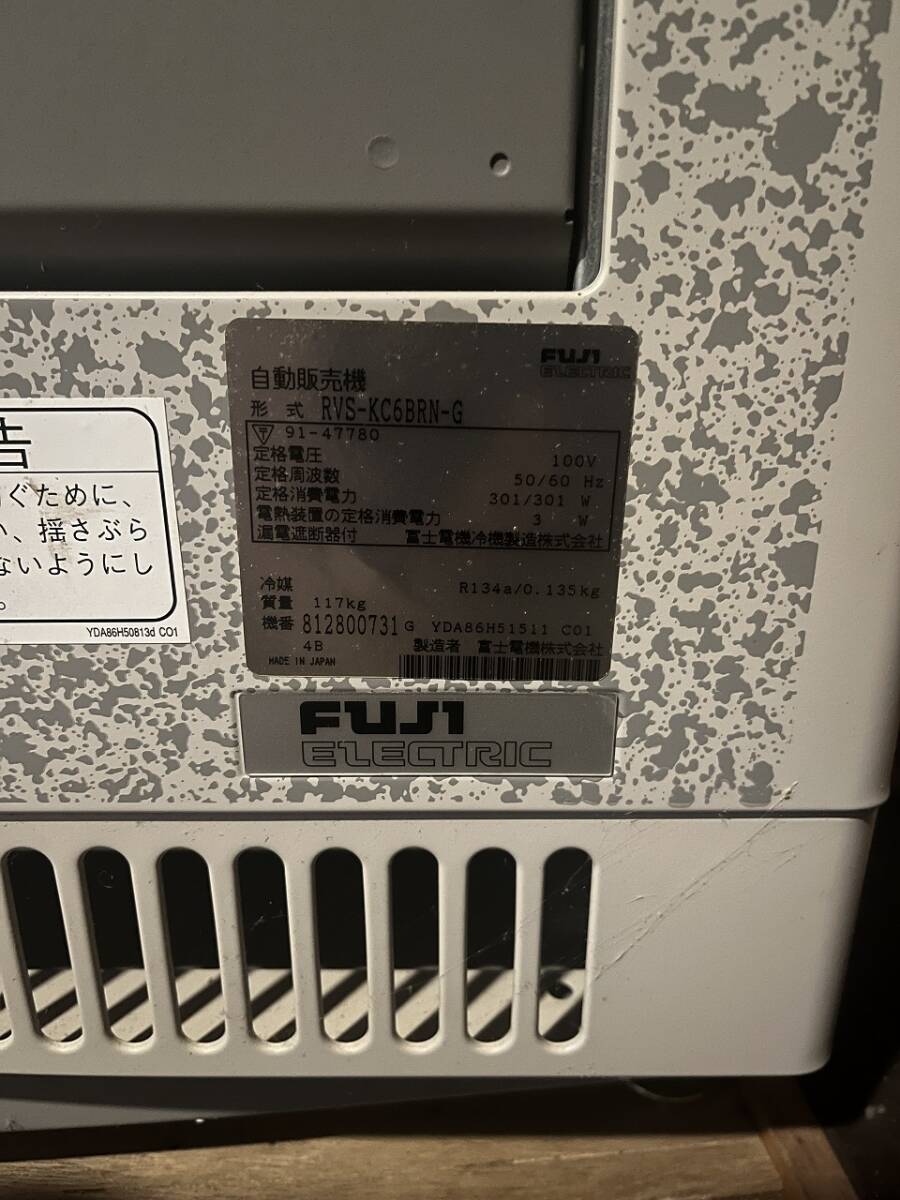 告
ぐために、
、揺さぶら
ないようにし
。
YDA86H50813d C01
FUJI
ELECTRIC
自動販売機
形 式 RVS-KC6BRN-G
〒 91-47780
定格電圧 100V
定格周波数 50/60 Hz
定格消費電力 301/301 W
電熱装置の定格消費電力 3 W
漏電遮断器付 富士電機冷機製造株式会社
冷媒 R134a/0.135kg
質量 117kg
機番 812800731G YDA86H51511 C01
4B 製造者 富士電機株式会社
MADE IN JAPAN
FUJI
ELECTRIC